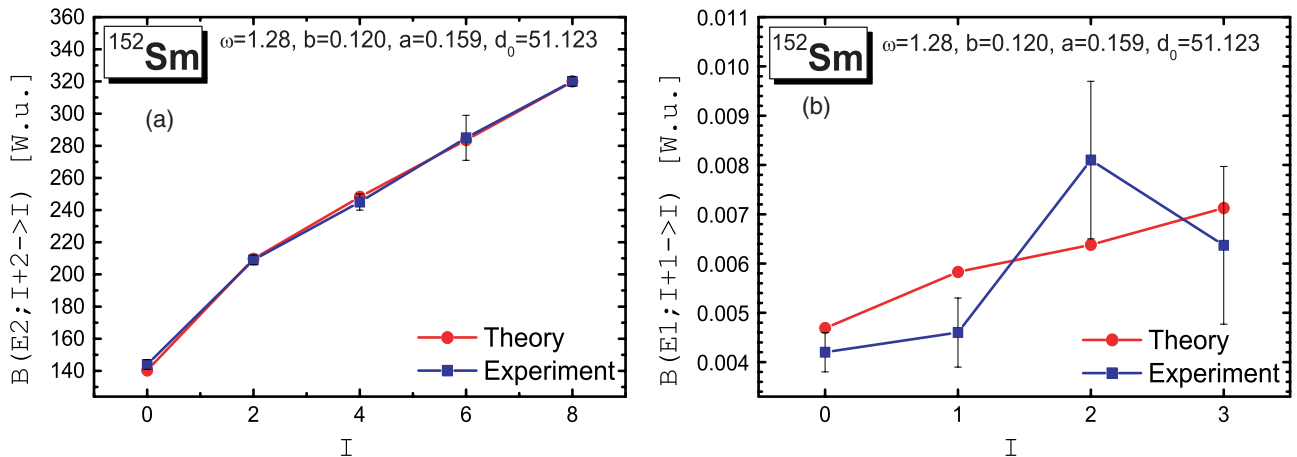 360
340
320
300
280
260
240
220
200
180
160
140
B(E2;I+2->I) [W.u.]
152Sm
ω=1.28, b=0.120, a=0.159, d0=51.123
(a)
Theory
Experiment
0 2 4 6 8
I
0.011
0.010
0.009
0.008
0.007
0.006
0.005
0.004
B(E1;I+1->I) [W.u.]
152Sm
ω=1.28, b=0.120, a=0.159, d0=51.123
(b)
Theory
Experiment
0 1 2 3
I